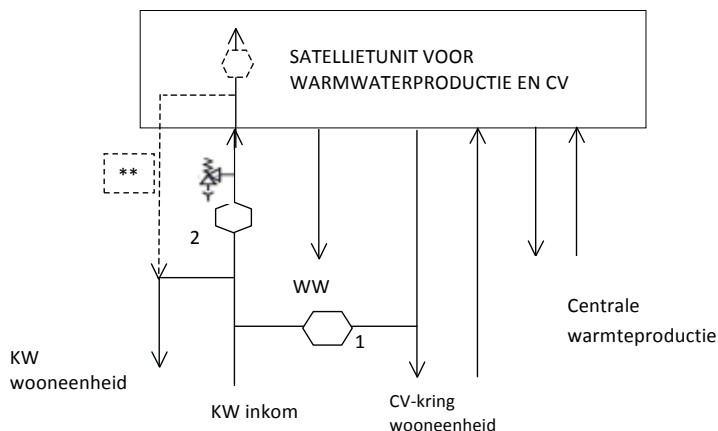 SATELLIETUNIT VOOR
WARMWATERPRODUCTIE EN CV
**
2
WW
1
Centrale
warmteproductie
KW
wooneenheid
KW inkom
CV-kring
wooneenheid